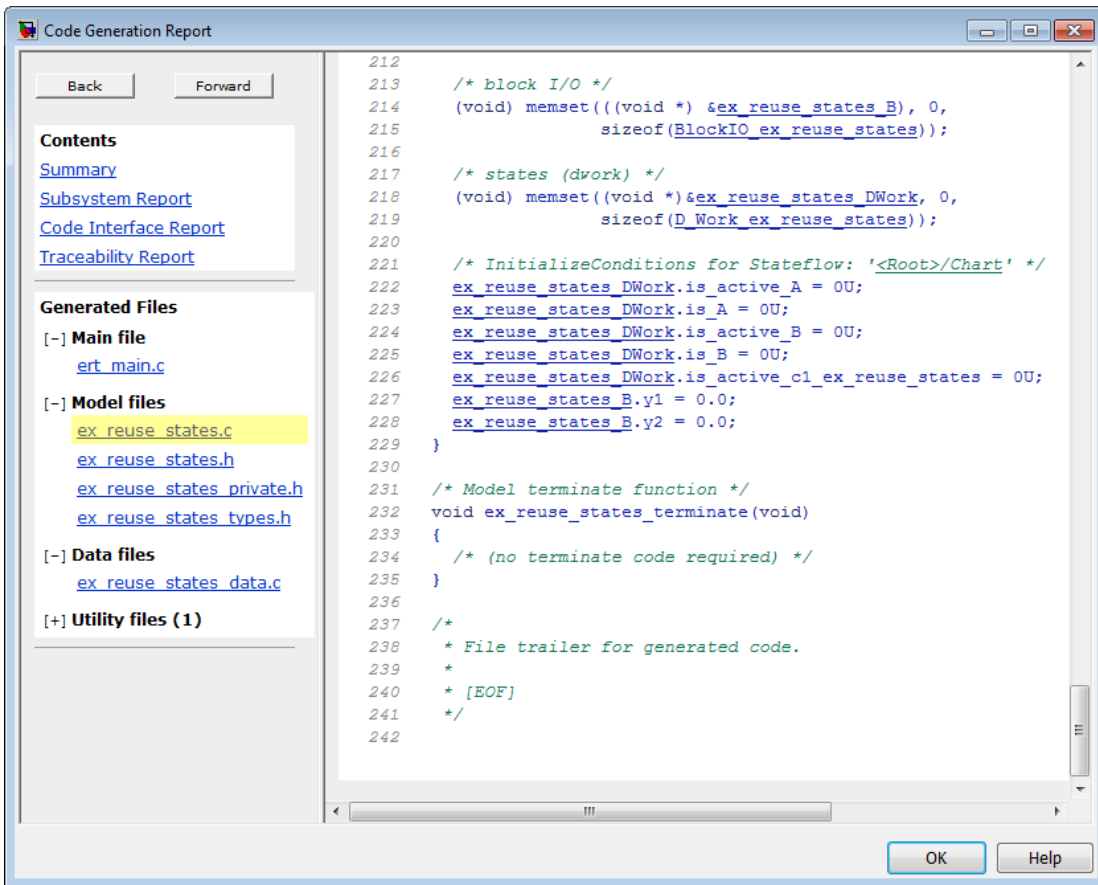 Code Generation Report
Back Forward
Contents
Summary
Subsystem Report
Code Interface Report
Traceability Report
Generated Files
[-] Main file
ert_main.c
[-] Model files
ex_reuse_states.c
ex_reuse_states.h
ex_reuse_states_private.h
ex_reuse_states_types.h
[-] Data files
ex_reuse_states_data.c
[+] Utility files (1)
212
213 /* block I/O */
214 (void) memset(((void *) &ex_reuse_states_B), 0,
215 sizeof(BlockIO_ex_reuse_states));
216
217 /* states (dwork) */
218 (void) memset((void *)&ex_reuse_states_DWork, 0,
219 sizeof(D_Work_ex_reuse_states));
220
221 /* InitializeConditions for Stateflow: '<Root>/Chart' */
222 ex_reuse_states_DWork.is_active_A = 0U;
223 ex_reuse_states_DWork.is_A = 0U;
224 ex_reuse_states_DWork.is_active_B = 0U;
225 ex_reuse_states_DWork.is_B = 0U;
226 ex_reuse_states_DWork.is_active_c1_ex_reuse_states = 0U;
227 ex_reuse_states_B.y1 = 0.0;
228 ex_reuse_states_B.y2 = 0.0;
229 }
230
231 /* Model terminate function */
232 void ex_reuse_states_terminate(void)
233 {
234 /* (no terminate code required) */
235 }
236
237 /*
238 * File trailer for generated code.
239 *
240 * [EOF]
241 */
242
OK Help